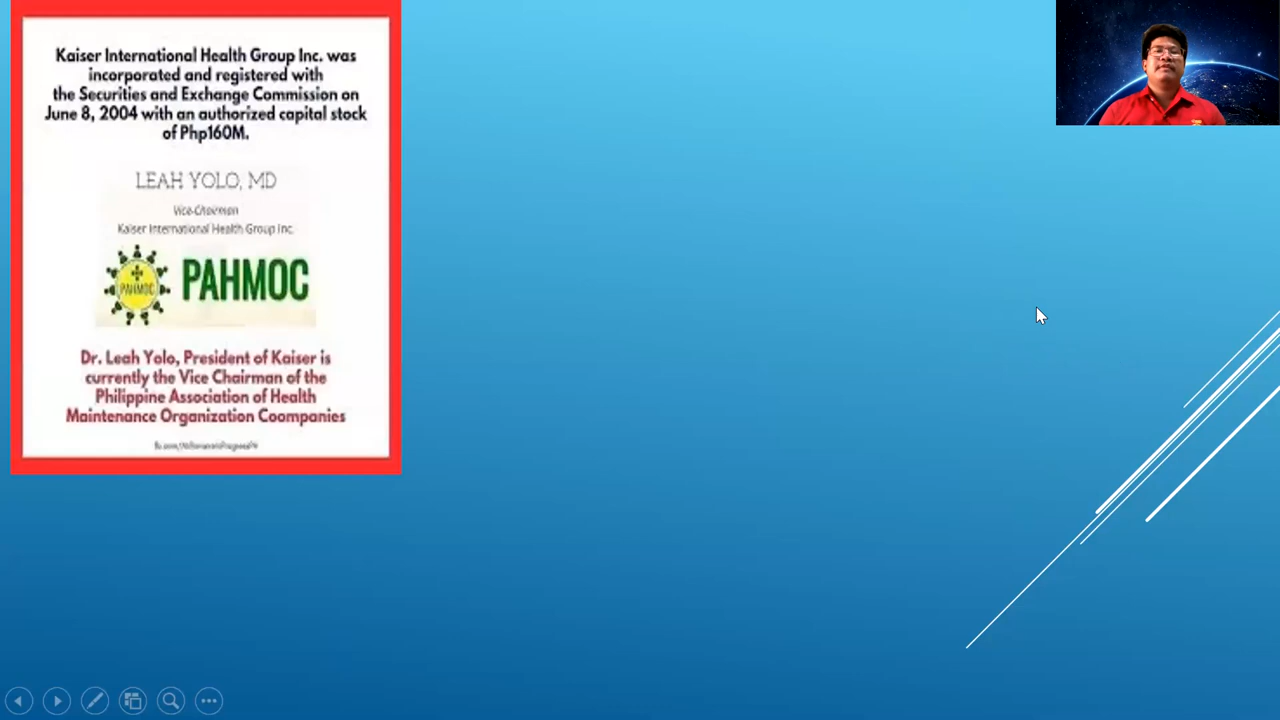 Kaiser International Health Group Inc. was
incorporated and registered with
the Securities and Exchange Commission on
June 8, 2004 with an authorized capital stock
of Php160M.
LEAH YOLO, MD
Vice-Chairman
Kaiser International Health Group Inc.
PAHMOC
PAHMOC
Dr. Leah Yolo, President of Kaiser is
currently the Vice Chairman of the
Philippine Association of Health
Maintenance Organization Coompanies